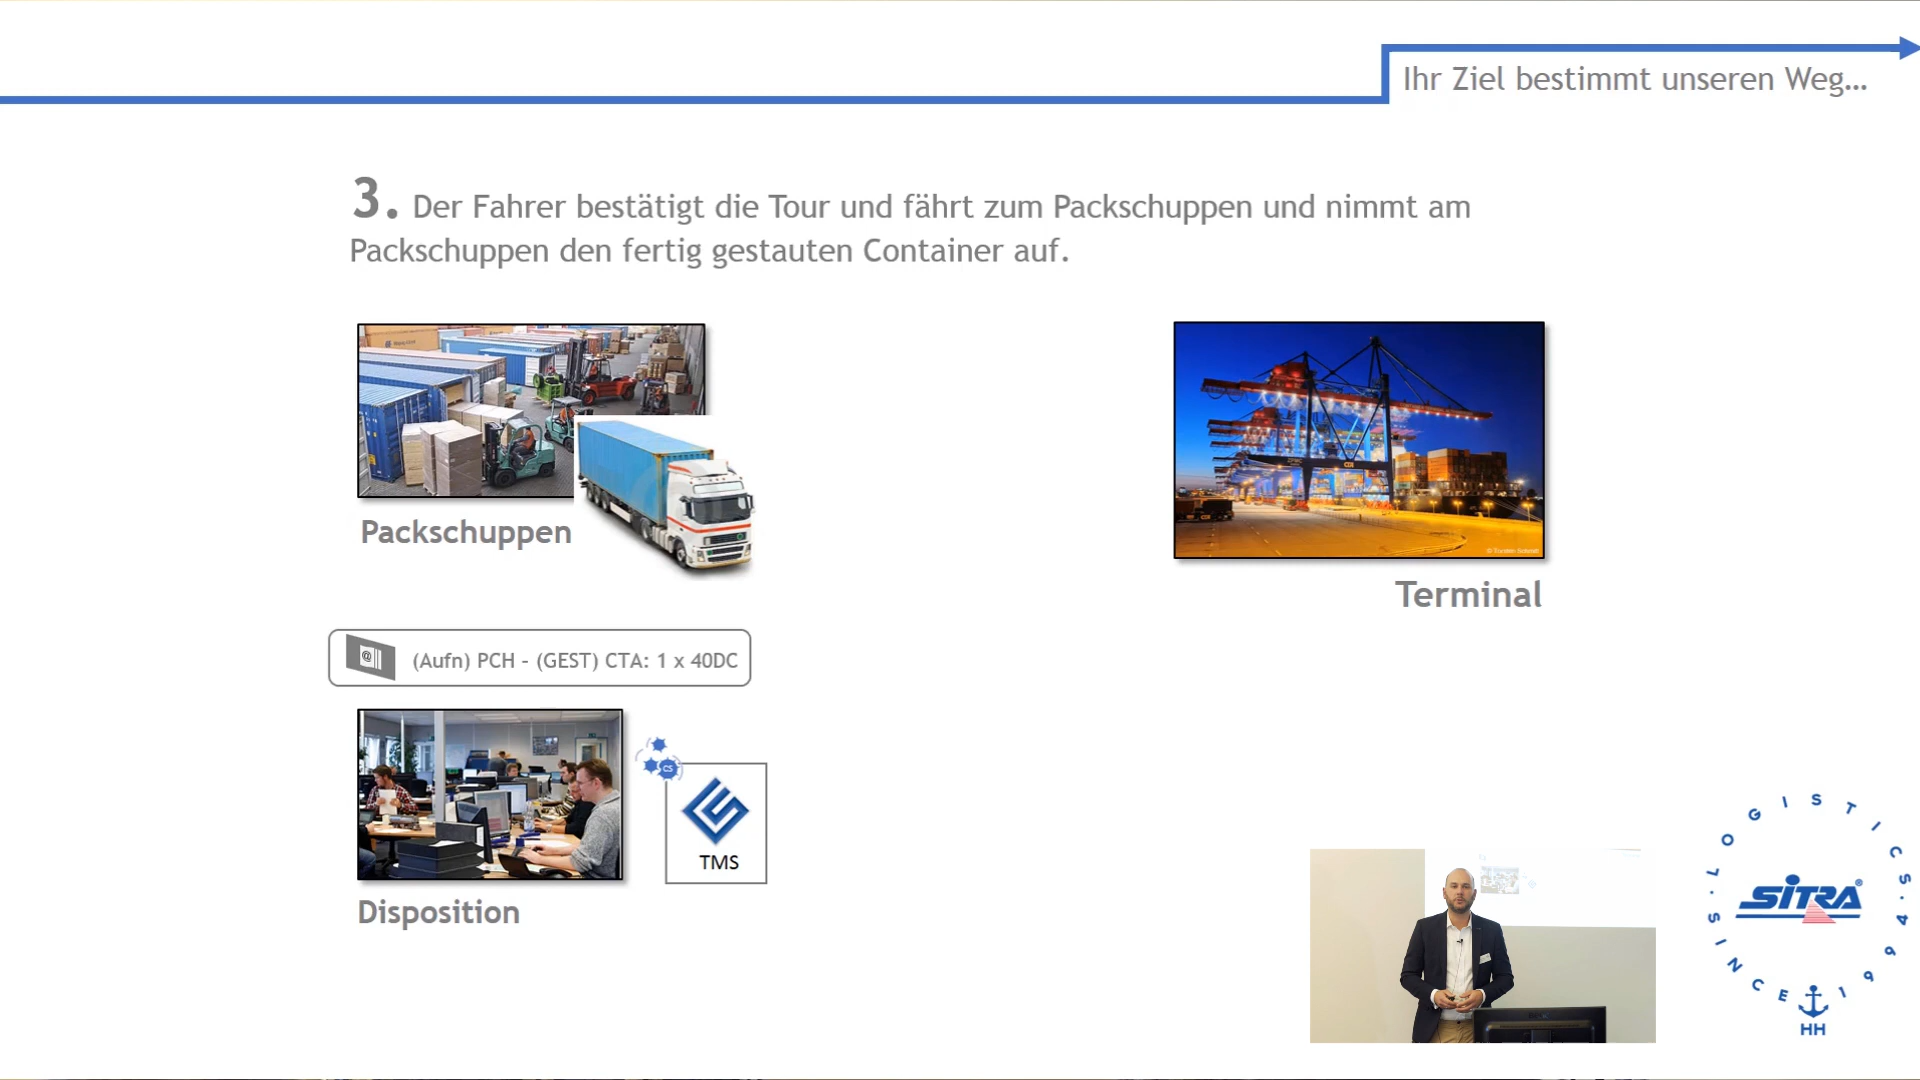 Ihr Ziel bestimmt unseren Weg...
3. Der Fahrer bestätigt die Tour und fährt zum Packschuppen und nimmt am
Packschuppen den fertig gestauten Container auf.
Packschuppen
Terminal
(Aufn) PCH - (GEST) CTA: 1 x 40DC
@
CS
TMS
Disposition
LOGISTICS · SINCE 1994 ·
SITRA®
HH